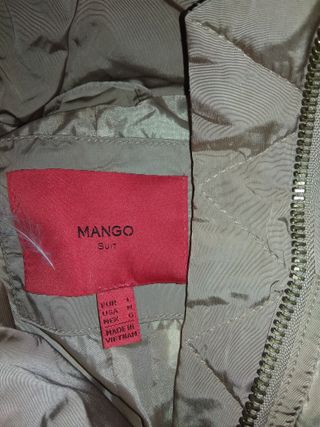 MANGO
SUIT
EUR L
USA M
MEX G
MADE IN
VIETNAM